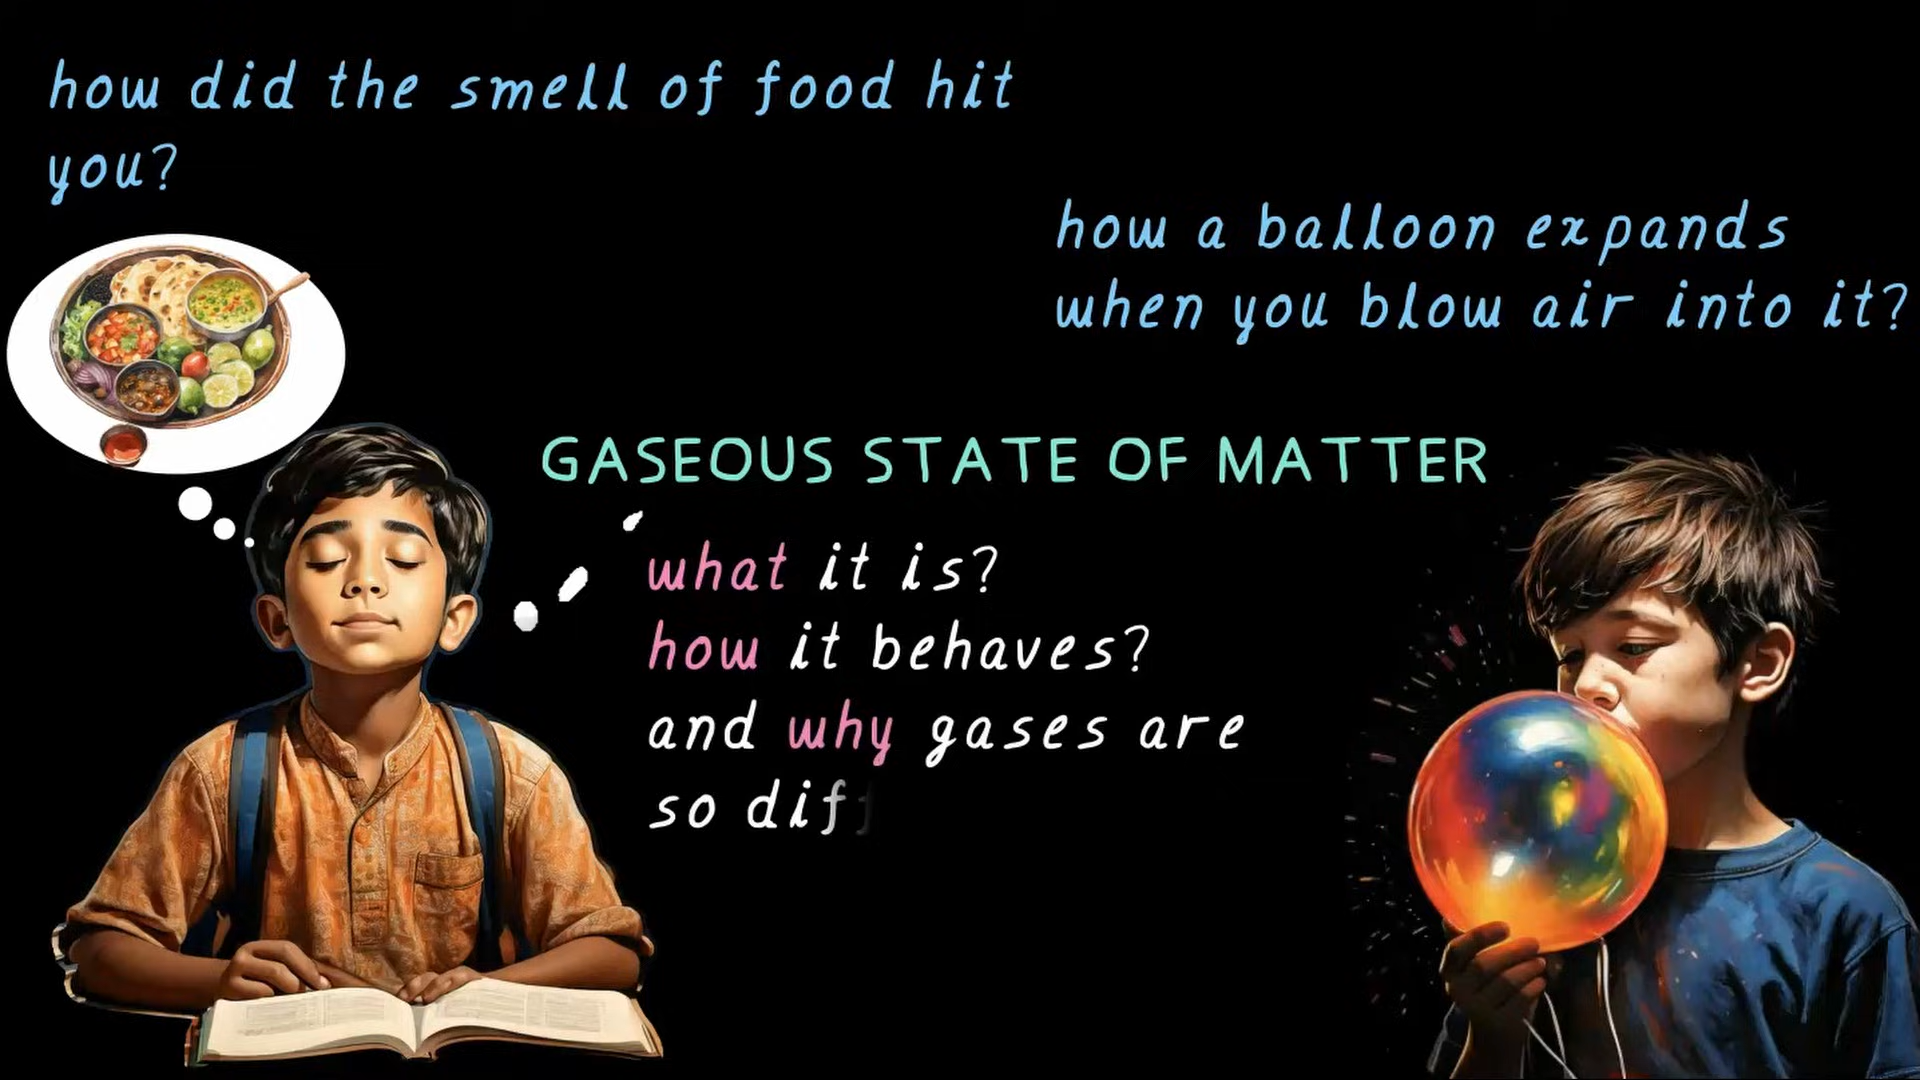 how did the smell of food hit
you?
how a balloon expands
when you blow air into it?
GASEOUS STATE OF MATTER
what it is?
how it behaves?
and why gases are
so dif